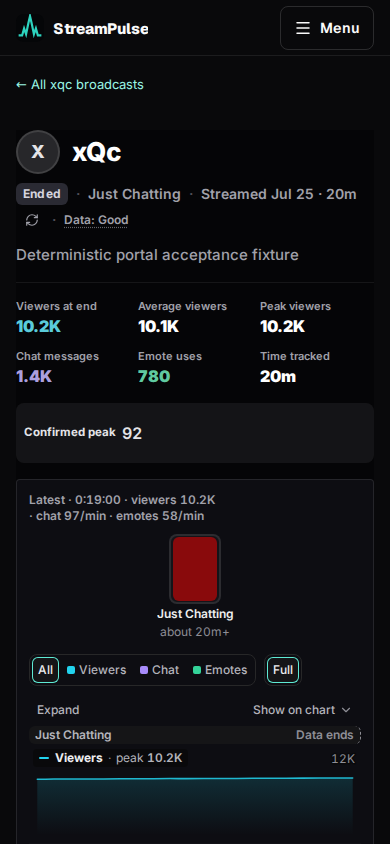 StreamPulse
Menu
← All xqc broadcasts
X
xQc
Ended · Just Chatting · Streamed Jul 25 · 20m
· Data: Good
Deterministic portal acceptance fixture
Viewers at end
10.2K
Average viewers
10.1K
Peak viewers
10.2K
Chat messages
1.4K
Emote uses
780
Time tracked
20m
Confirmed peak 92
Latest · 0:19:00 · viewers 10.2K
· chat 97/min · emotes 58/min
Just Chatting
about 20m+
All Viewers Chat Emotes Full
Expand Show on chart
Just Chatting Data ends
Viewers · peak 10.2K 12K